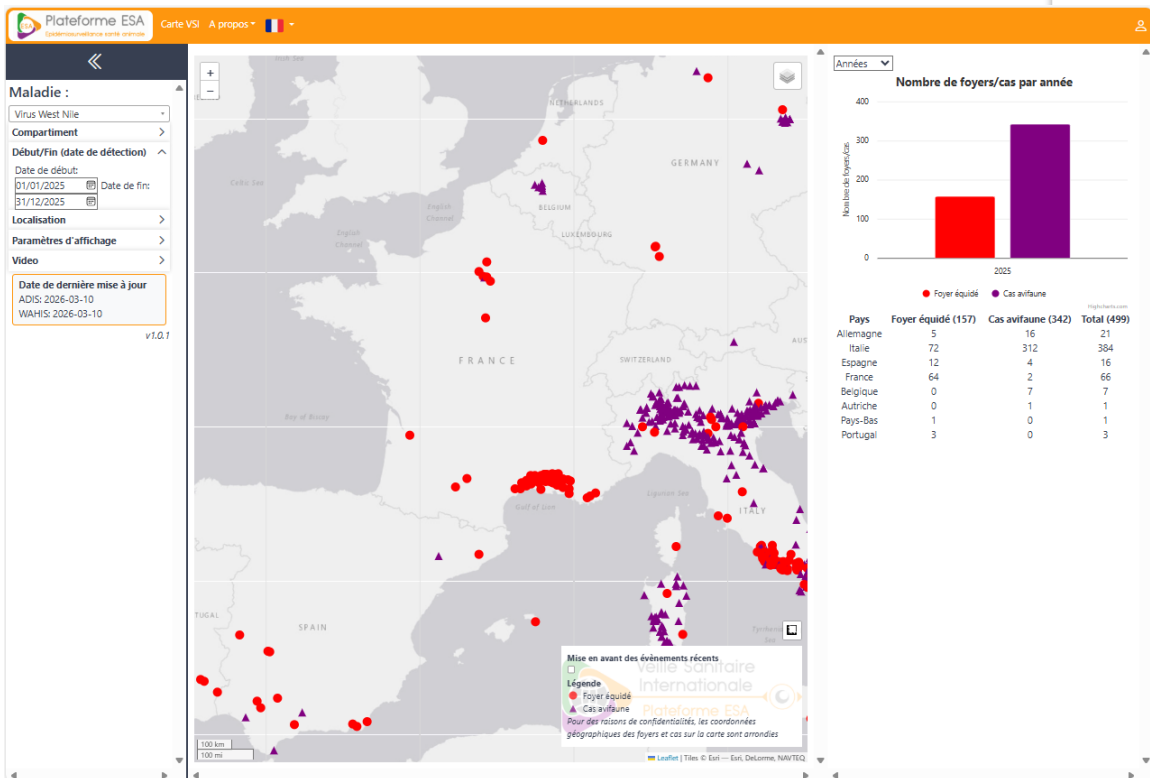 Plateforme ESA
Epidémiosurveillance santé animale
Carte VSI
A propos
Maladie :
Virus West Nile
Compartiment
Début/Fin (date de détection)
Date de début:
01/01/2025 Date de fin:
31/12/2025
Localisation
Paramètres d'affichage
Video
Date de dernière mise à jour
ADIS: 2026-03-10
WAHIS: 2026-03-10
v1.0.1
+
−
Irish Sea
NETHERLANDS
GERMANY
Celtic Sea
BELGIUM
English
Channel
LUXEMBOURG
English
Channel
FRANCE
SWITZERLAND
AUS
Bay of Biscay
Ligurian Sea
Gulf of Lion
ITALY
TUGAL
SPAIN
Tyrrhenian
Sea
Mise en avant des évènements récents
Légende
Foyer équidé
Cas avifaune
Pour des raisons de confidentialités, les coordonnées
géographiques des foyers et cas sur la carte sont arrondies
Veille Sanitaire
Internationale
Plateforme ESA
100 km
100 mi
Leaflet | Tiles © Esri — Esri, DeLorme, NAVTEQ
Années
Nombre de foyers/cas par année
Nombre de foyers/cas
400
300
200
100
0
2025
Foyer équidé Cas avifaune
Highcharts.com
Pays Foyer équidé (157) Cas avifaune (342) Total (499)
Allemagne 5 16 21
Italie 72 312 384
Espagne 12 4 16
France 64 2 66
Belgique 0 7 7
Autriche 0 1 1
Pays-Bas 1 0 1
Portugal 3 0 3